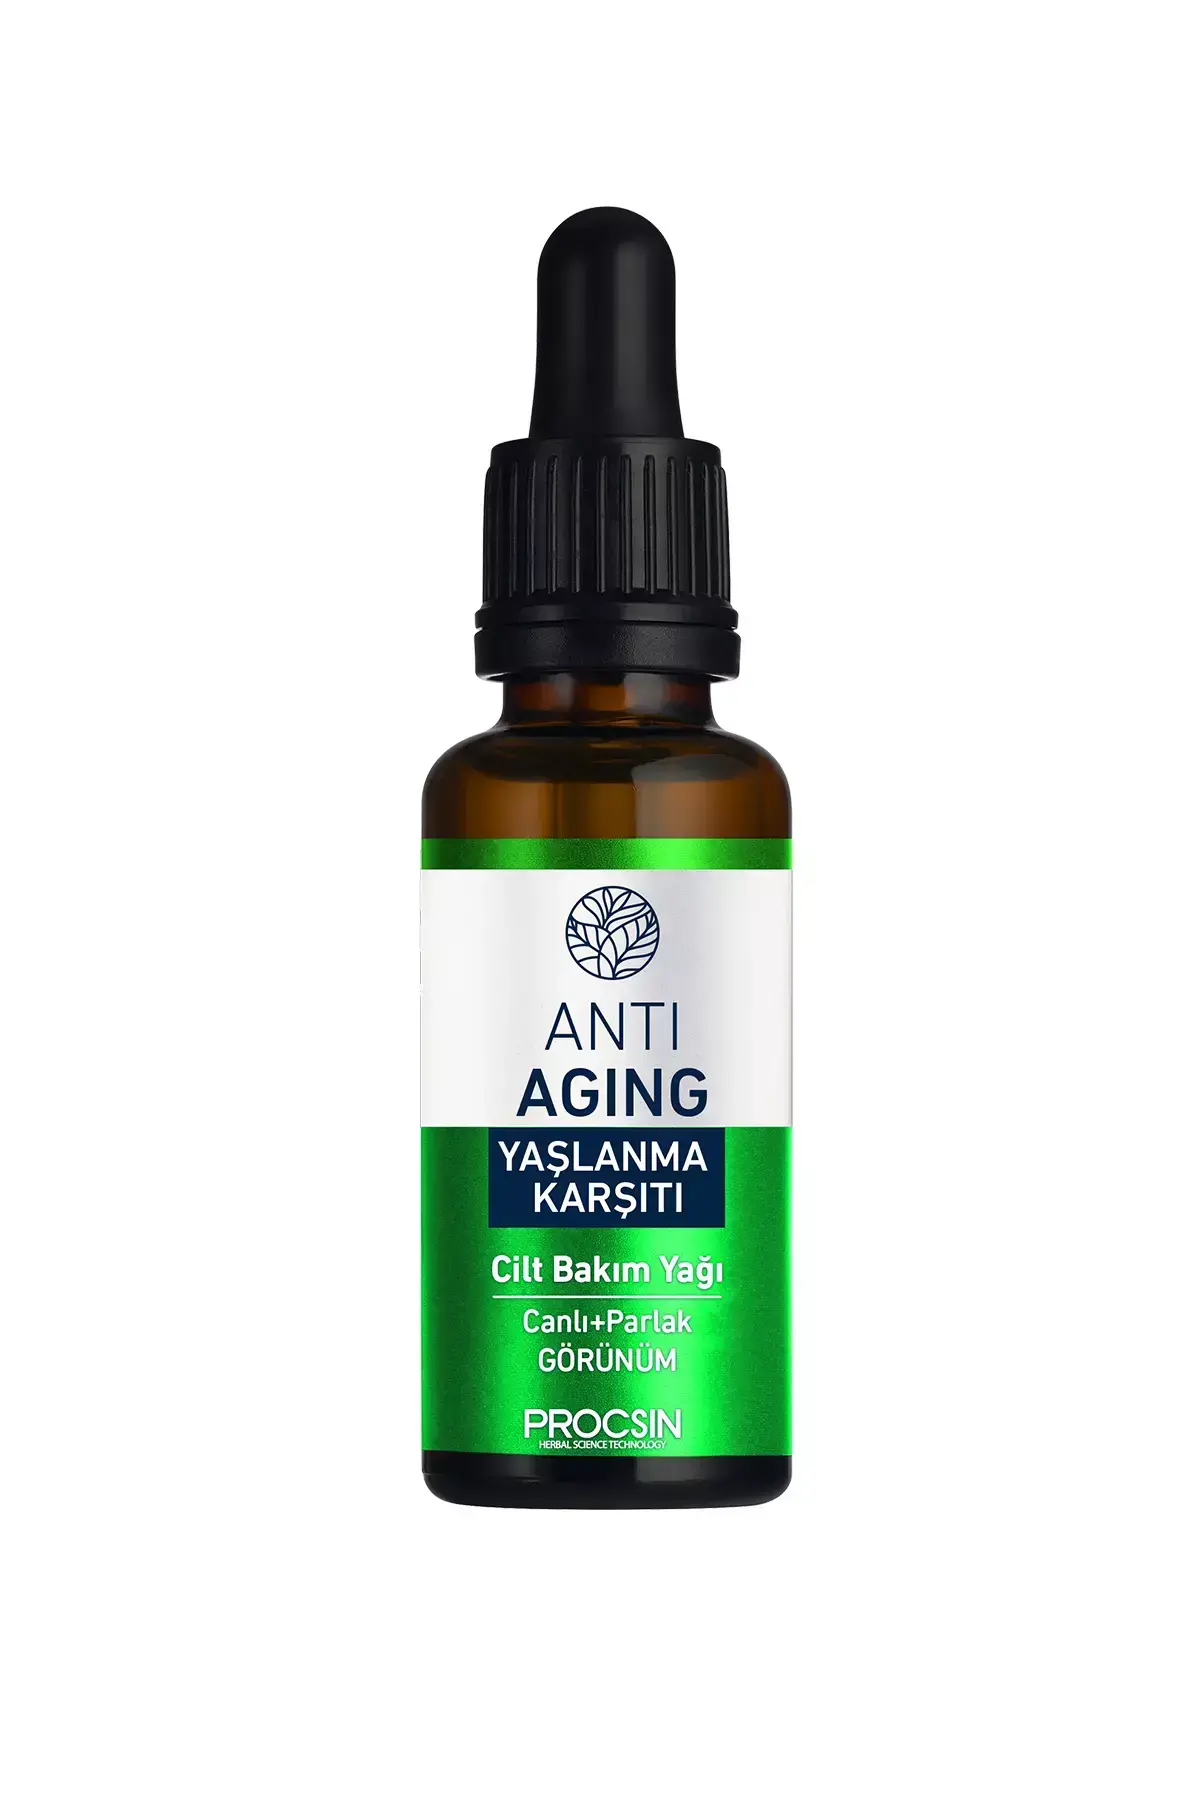 ANTI
AGING
YAŞLANMA
KARŞITI
Cilt Bakım Yağı
Canlı+Parlak
GÖRÜNÜM
PROCSIN
HERBAL SCIENCE TECHNOLOGY